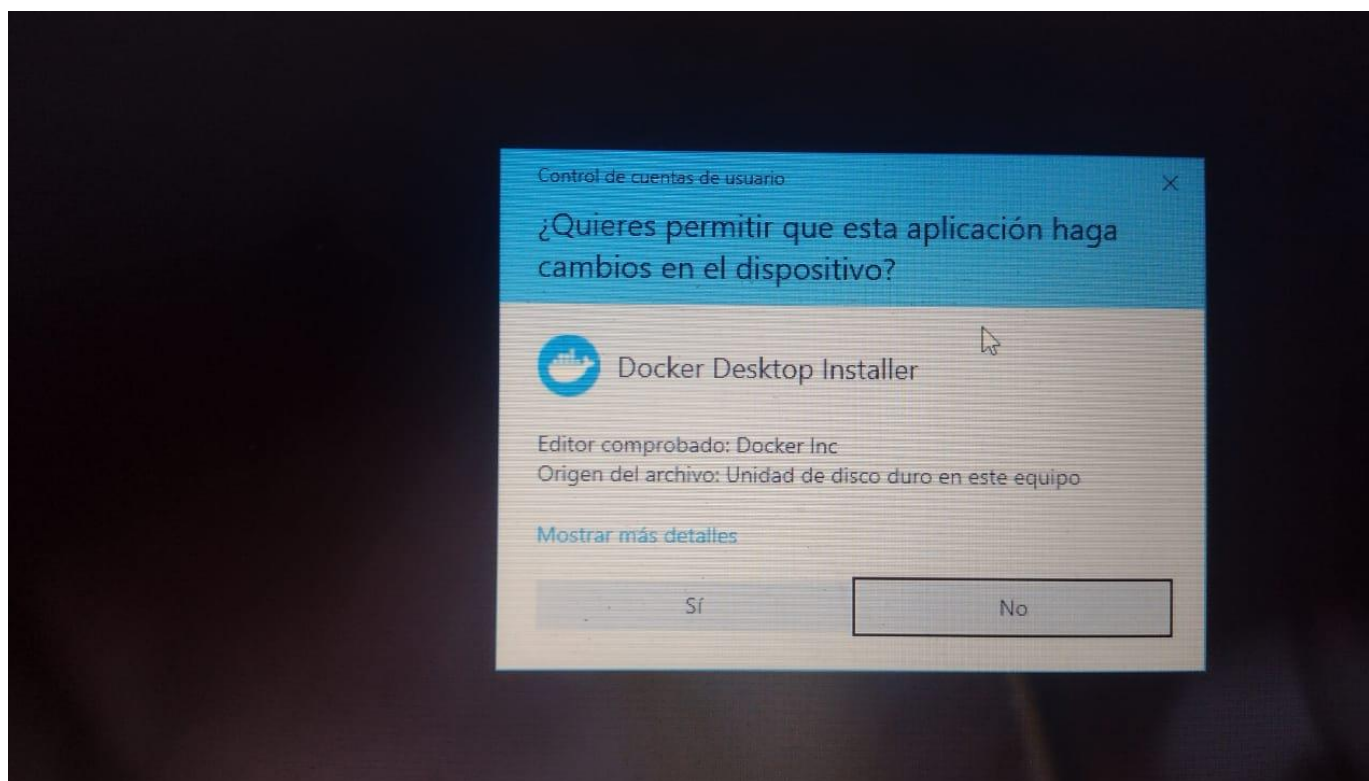 Control de cuentas de usuario
¿Quieres permitir que esta aplicación haga
cambios en el dispositivo?
Docker Desktop Installer
Editor comprobado: Docker Inc
Origen del archivo: Unidad de disco duro en este equipo
Mostrar más detalles
Sí
No